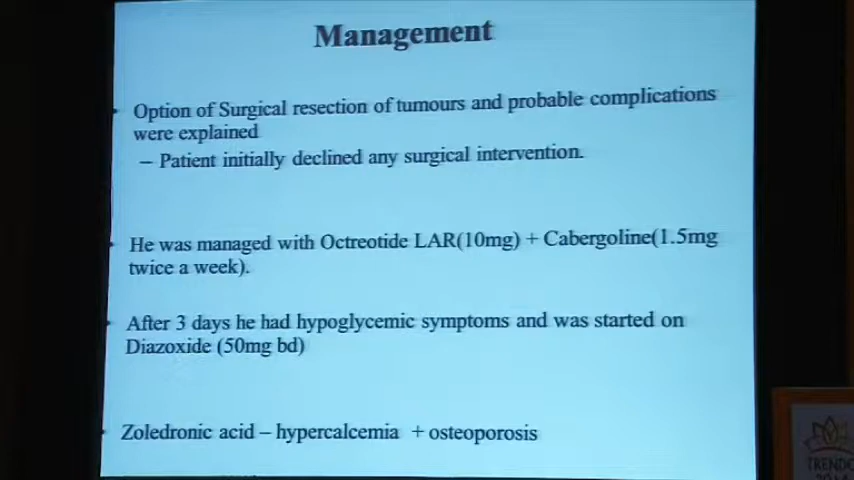 Management
Option of Surgical resection of tumours and probable complications
were explained
– Patient initially declined any surgical intervention.
He was managed with Octreotide LAR(10mg) + Cabergoline(1.5mg
twice a week).
After 3 days he had hypoglycemic symptoms and was started on
Diazoxide (50mg bd)
Zoledronic acid – hypercalcemia + osteoporosis